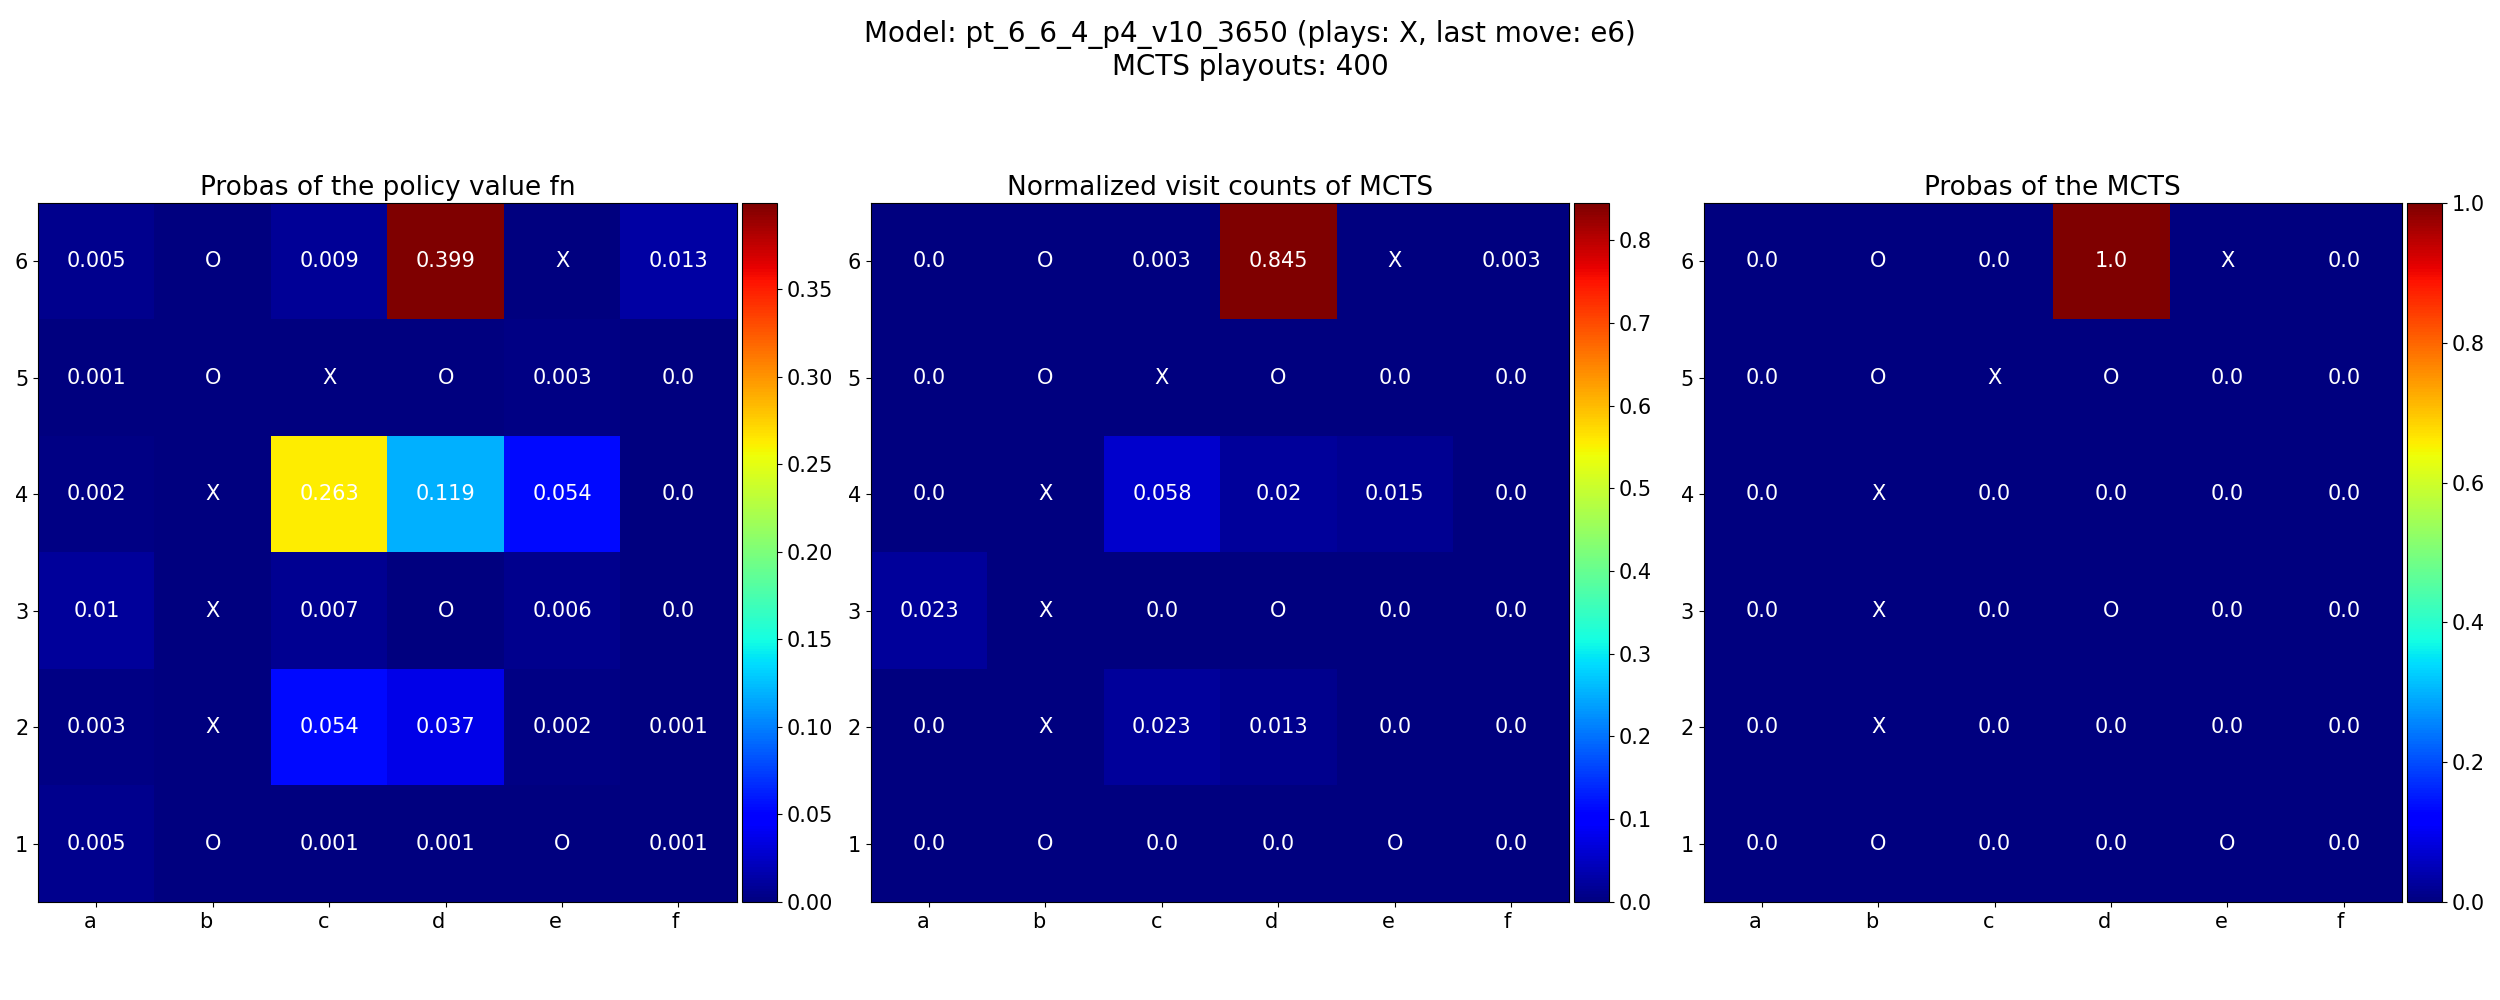 Model: pt_6_6_4_p4_v10_3650 (plays: X, last move: e6)
MCTS playouts: 400
Probas of the policy value fn
6 0.005 O 0.009 0.399 X 0.013
5 0.001 O X O 0.003 0.0
4 0.002 X 0.263 0.119 0.054 0.0
3 0.01 X 0.007 O 0.006 0.0
2 0.003 X 0.054 0.037 0.002 0.001
1 0.005 O 0.001 0.001 O 0.001
a b c d e f
0.35
0.30
0.25
0.20
0.15
0.10
0.05
0.00
Normalized visit counts of MCTS
6 0.0 O 0.003 0.845 X 0.003
5 0.0 O X O 0.0 0.0
4 0.0 X 0.058 0.02 0.015 0.0
3 0.023 X 0.0 O 0.0 0.0
2 0.0 X 0.023 0.013 0.0 0.0
1 0.0 O 0.0 0.0 O 0.0
a b c d e f
0.8
0.7
0.6
0.5
0.4
0.3
0.2
0.1
0.0
Probas of the MCTS
6 0.0 O 0.0 1.0 X 0.0
5 0.0 O X O 0.0 0.0
4 0.0 X 0.0 0.0 0.0 0.0
3 0.0 X 0.0 O 0.0 0.0
2 0.0 X 0.0 0.0 0.0 0.0
1 0.0 O 0.0 0.0 O 0.0
a b c d e f
1.0
0.8
0.6
0.4
0.2
0.0